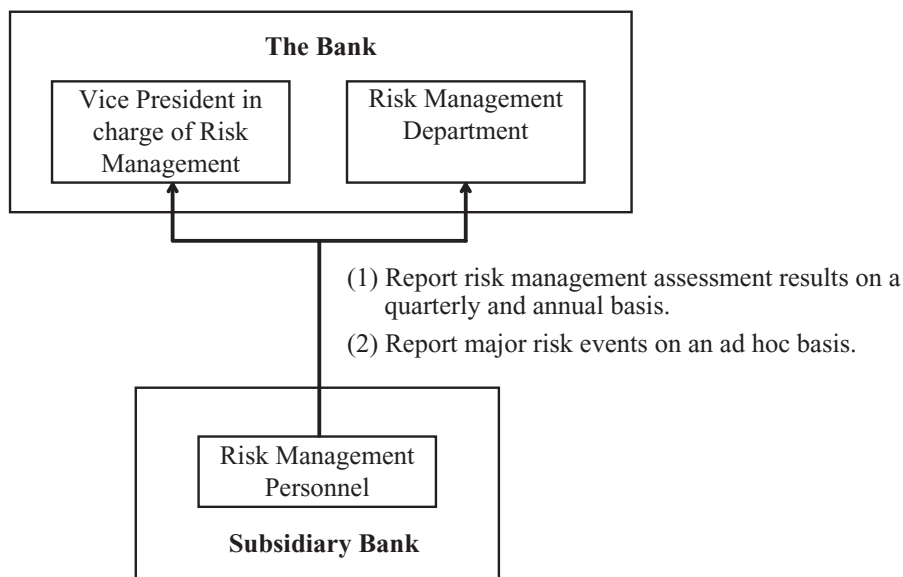 The Bank
Vice President in
charge of Risk
Management
Risk Management
Department
(1) Report risk management assessment results on a
quarterly and annual basis.
(2) Report major risk events on an ad hoc basis.
Risk Management
Personnel
Subsidiary Bank